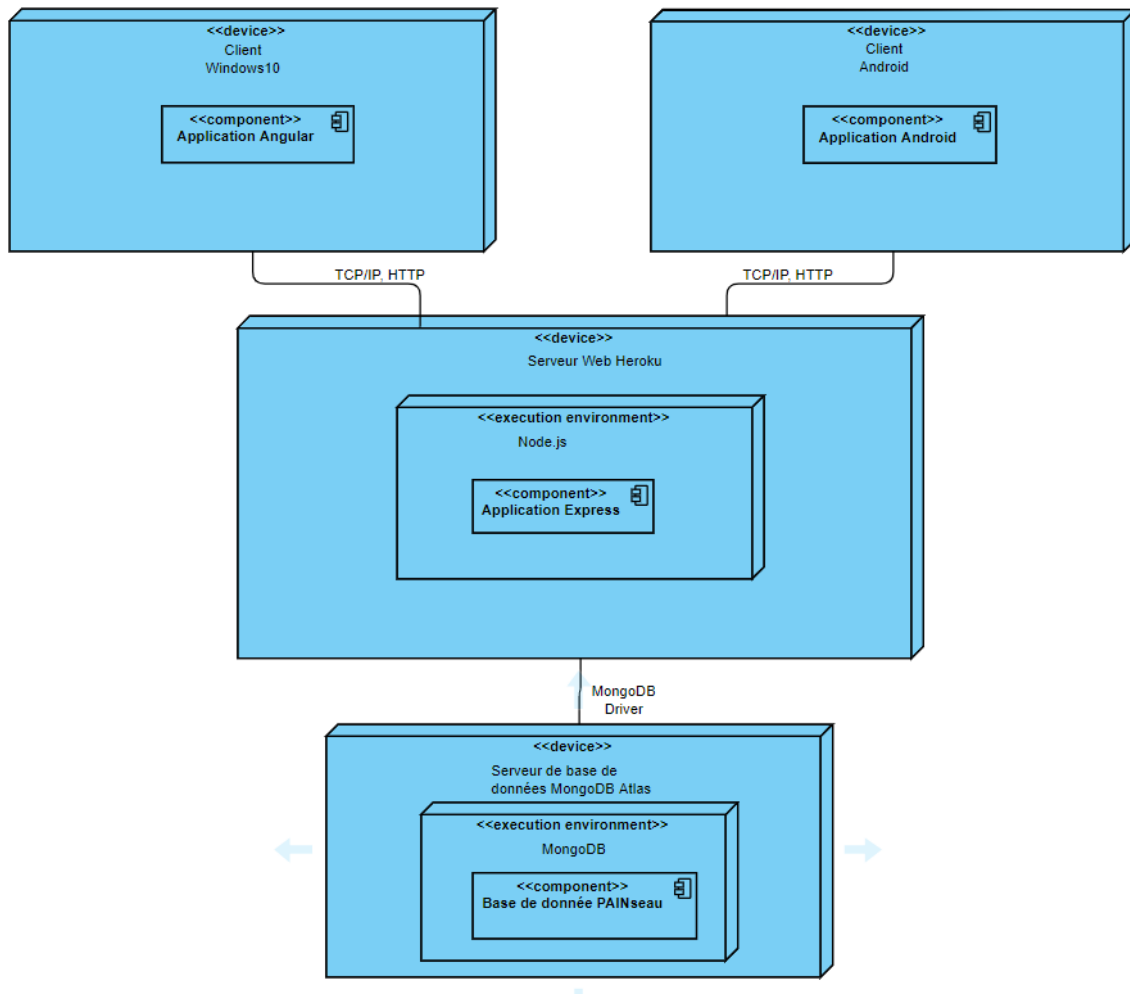 <<device>>
Client
Windows10
<<component>>
Application Angular
<<device>>
Client
Android
<<component>>
Application Android
TCP/IP, HTTP
TCP/IP, HTTP
<<device>>
Serveur Web Heroku
<<execution environment>>
Node.js
<<component>>
Application Express
MongoDB
Driver
<<device>>
Serveur de base de
données MongoDB Atlas
<<execution environment>>
MongoDB
<<component>>
Base de donnée PAINseau